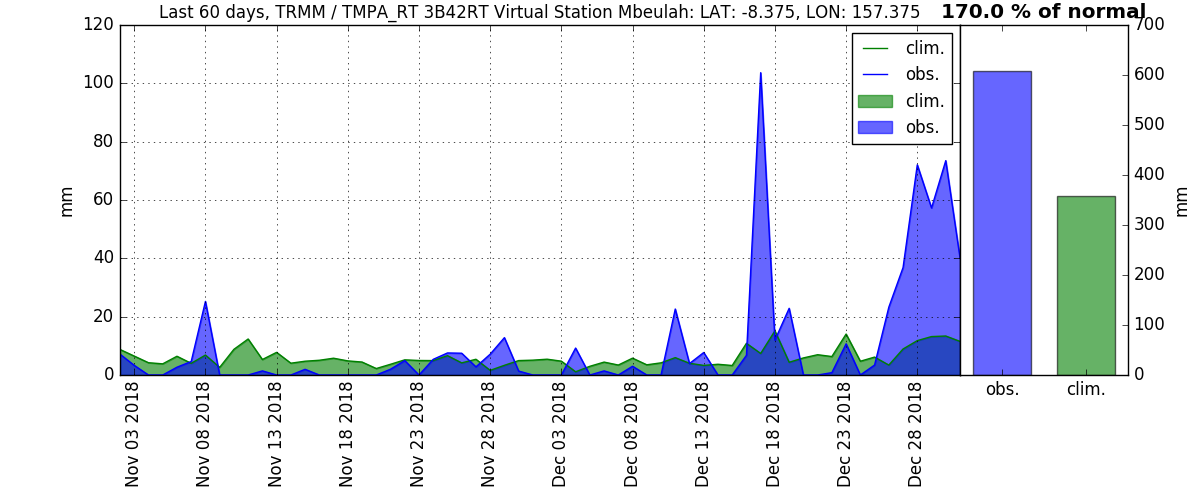 Last 60 days, TRMM / TMPA_RT 3B42RT Virtual Station Mbeulah: LAT: -8.375, LON: 157.375
170.0 % of normal
120
100
80
60
40
20
0
mm
clim.
obs.
clim.
obs.
700
600
500
400
300
200
100
0
mm
Nov 03 2018
Nov 08 2018
Nov 13 2018
Nov 18 2018
Nov 23 2018
Nov 28 2018
Dec 03 2018
Dec 08 2018
Dec 13 2018
Dec 18 2018
Dec 23 2018
Dec 28 2018
obs.
clim.